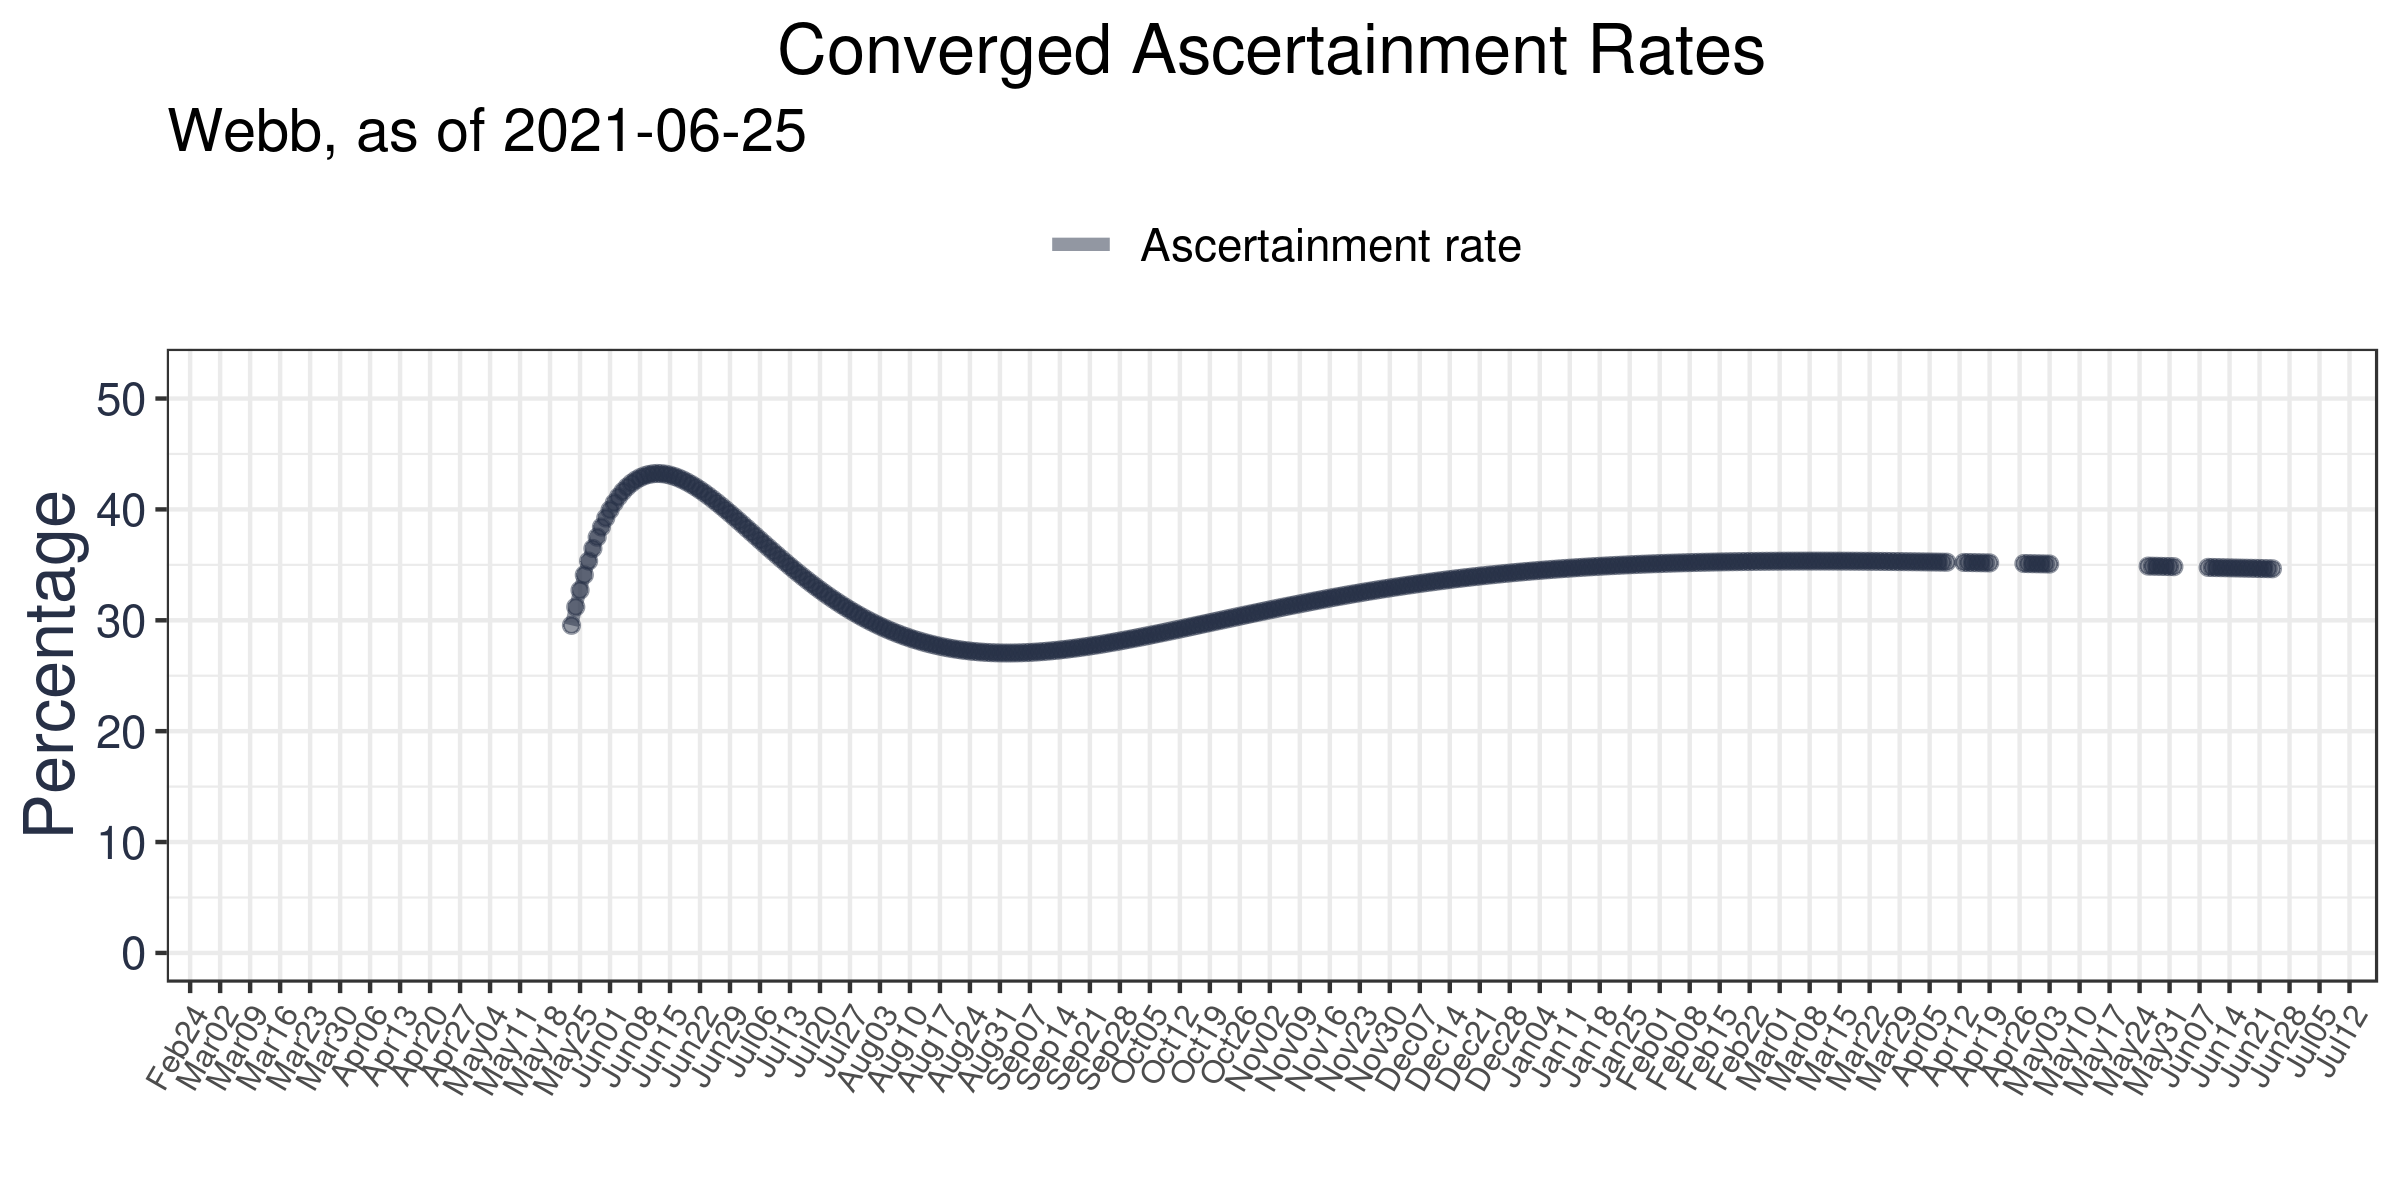 Converged Ascertainment Rates
Webb, as of 2021-06-25
Ascertainment rate
Percentage
50
40
30
20
10
0
Feb24
Mar02
Mar09
Mar16
Mar23
Mar30
Apr06
Apr13
Apr20
Apr27
May04
May11
May18
May25
Jun01
Jun08
Jun15
Jun22
Jun29
Jul06
Jul13
Jul20
Jul27
Aug03
Aug10
Aug17
Aug24
Aug31
Sep07
Sep14
Sep21
Sep28
Oct05
Oct12
Oct19
Oct26
Nov02
Nov09
Nov16
Nov23
Nov30
Dec07
Dec14
Dec21
Dec28
Jan04
Jan11
Jan18
Jan25
Feb01
Feb08
Feb15
Feb22
Mar01
Mar08
Mar15
Mar22
Mar29
Apr05
Apr12
Apr19
Apr26
May03
May10
May17
May24
May31
Jun07
Jun14
Jun21
Jun28
Jul05
Jul12